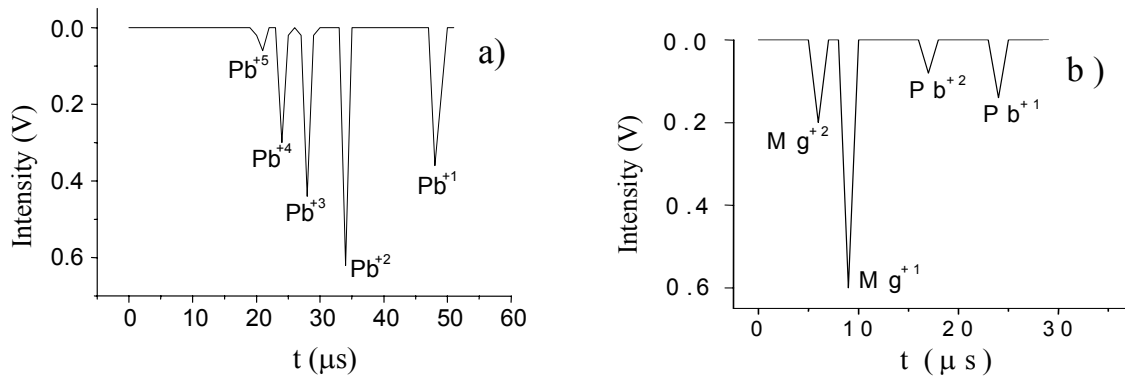 a)
0.0
0.2
0.4
0.6
Intensity (V)
Pb+5
Pb+4
Pb+3
Pb+2
Pb+1
0 10 20 30 40 50 60
t (μs)
b )
0.0
0.2
0.4
0.6
Intensity (V)
M g+2
M g+1
P b+2
P b+1
0 10 20 30
t ( μ s )